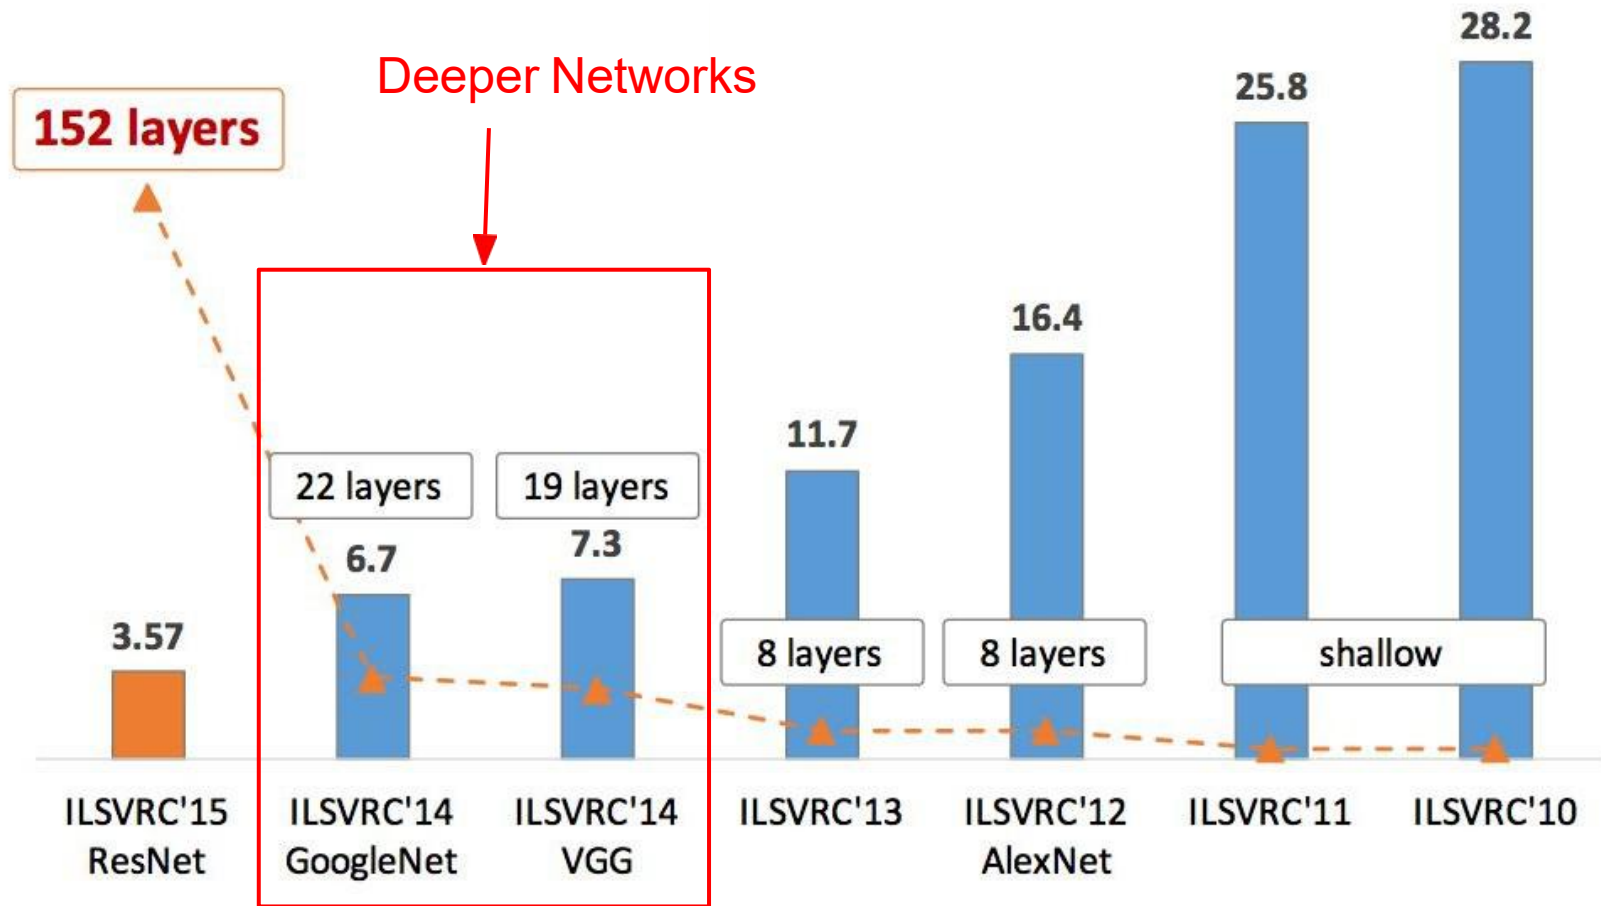 28.2
Deeper Networks
25.8
152 layers
16.4
11.7
22 layers
19 layers
7.3
6.7
3.57
8 layers
8 layers
shallow
ILSVRC'15
ResNet
ILSVRC'14
GoogleNet
ILSVRC'14
VGG
ILSVRC'13
ILSVRC'12
AlexNet
ILSVRC'11
ILSVRC'10